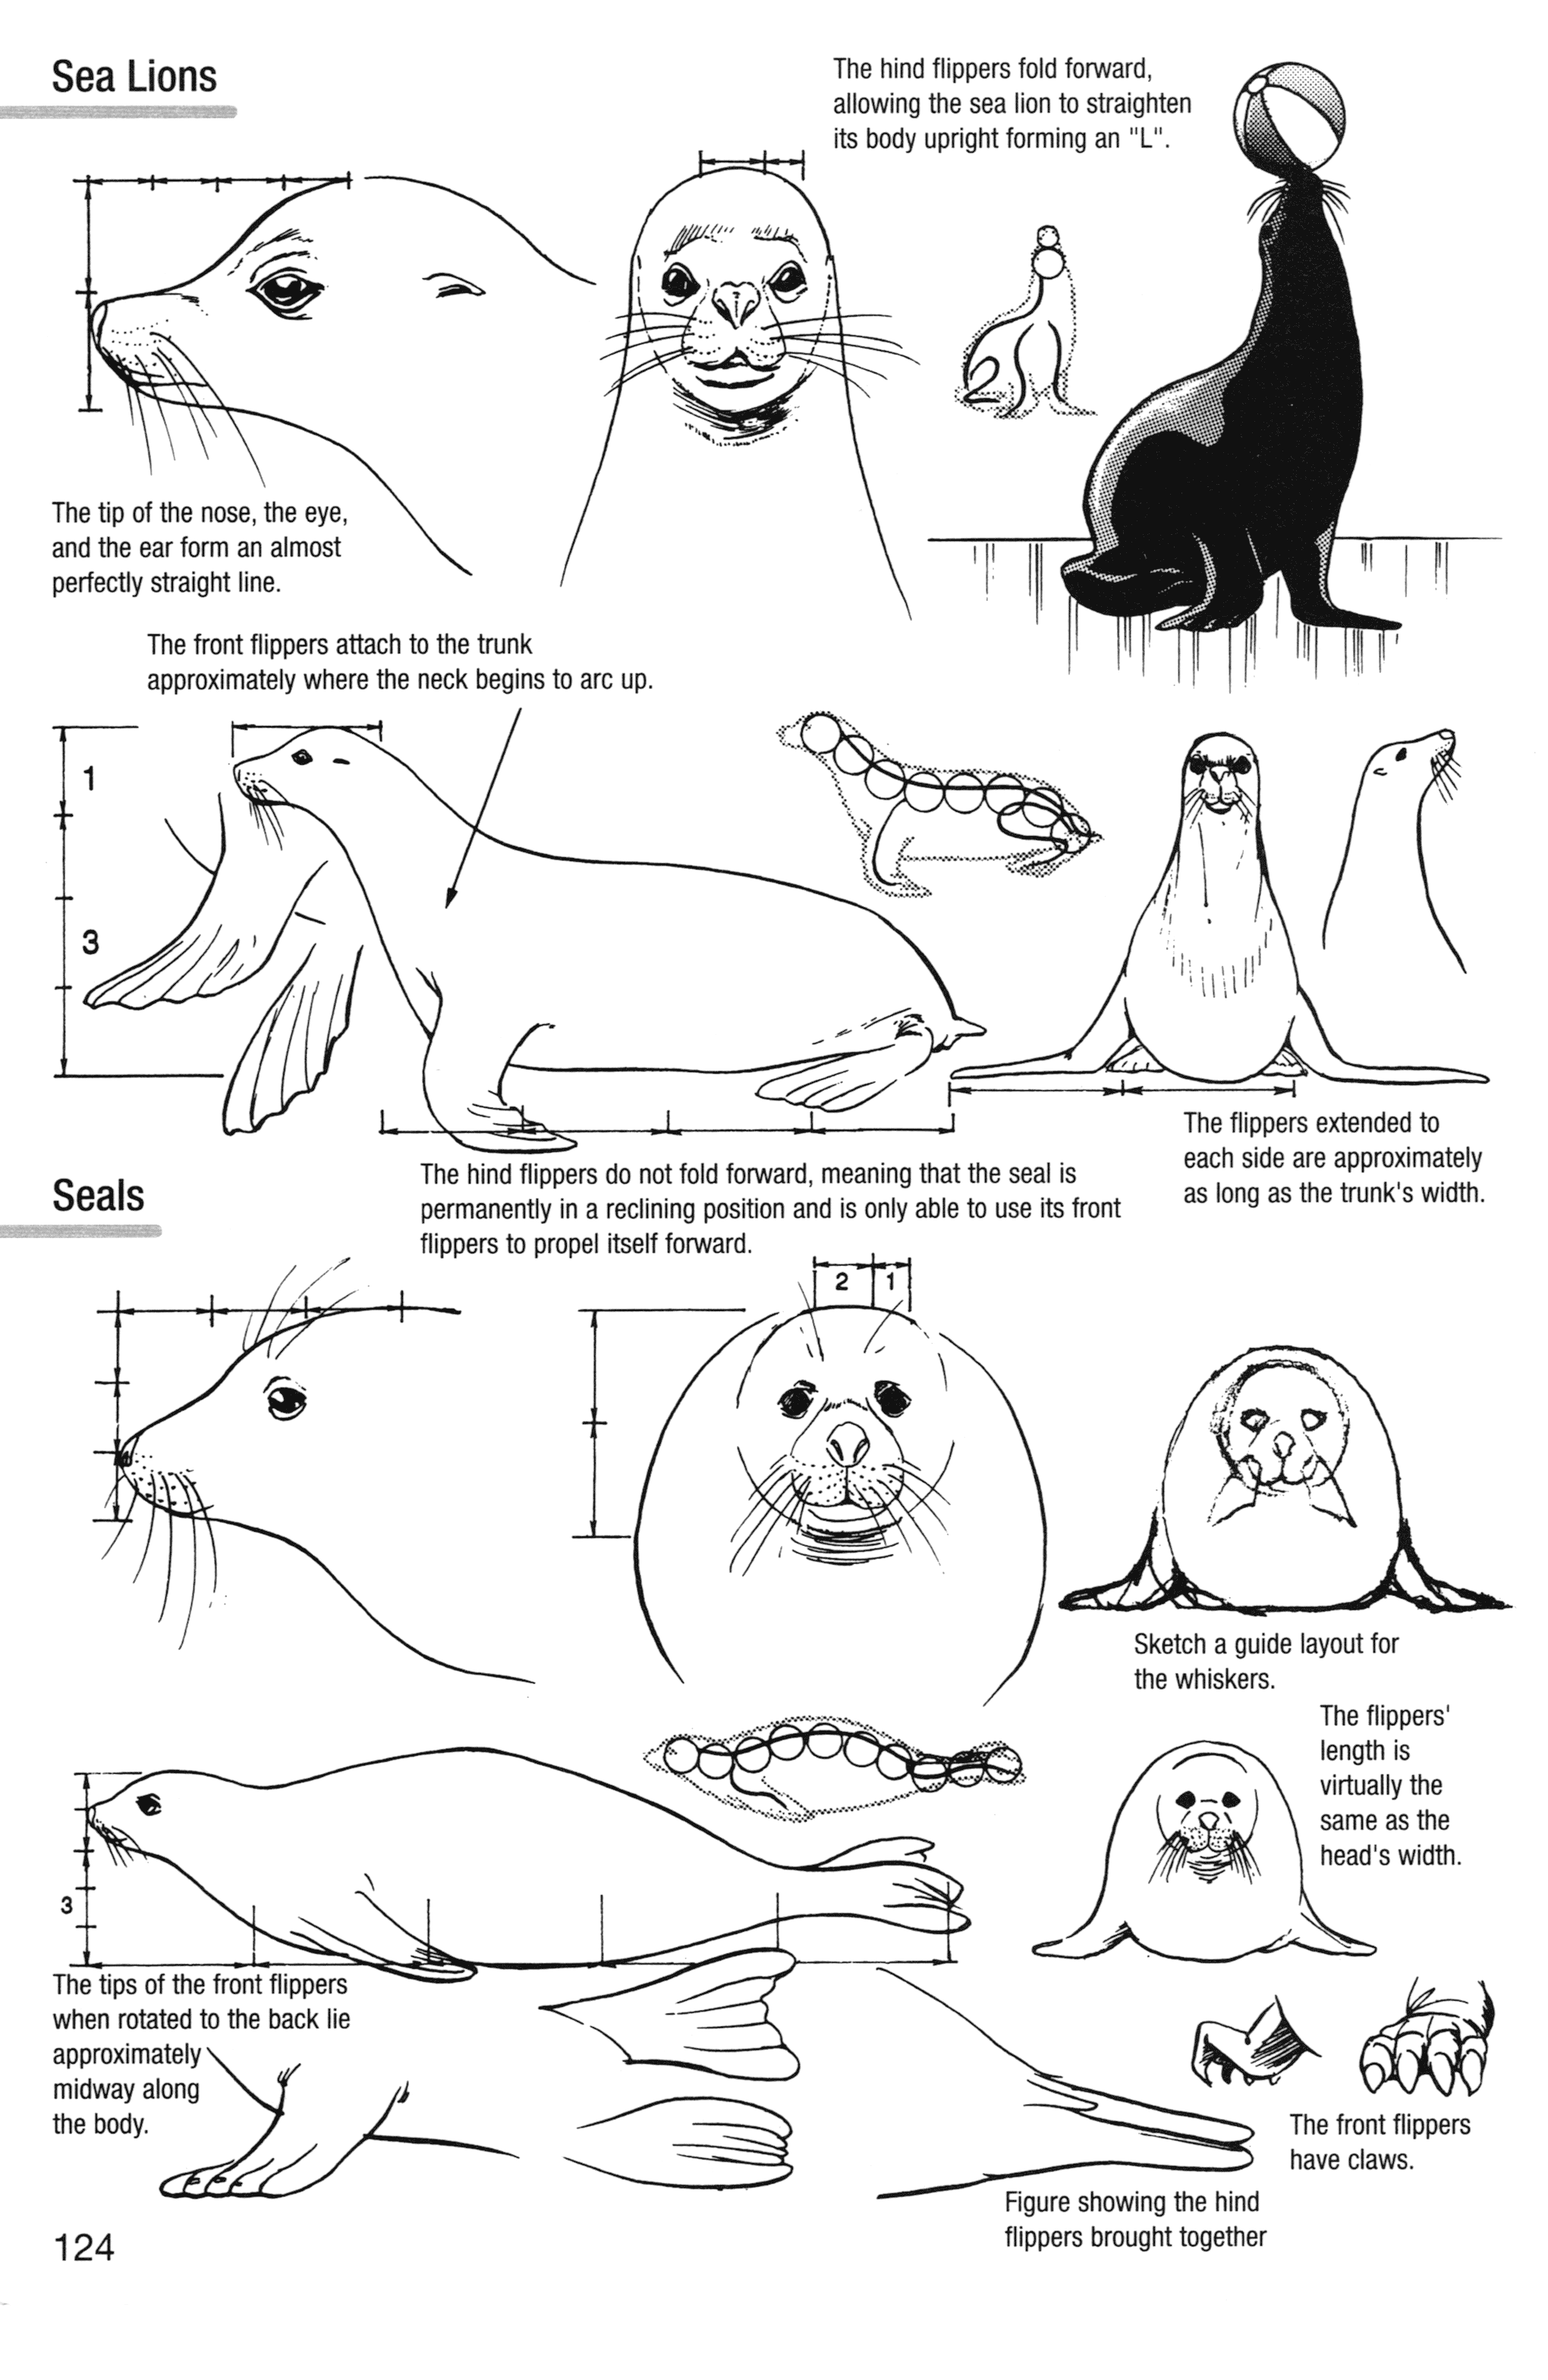 Sea Lions
The hind flippers fold forward,
allowing the sea lion to straighten
its body upright forming an "L".
The tip of the nose, the eye,
and the ear form an almost
perfectly straight line.
The front flippers attach to the trunk
approximately where the neck begins to arc up.
1
3
The flippers extended to
each side are approximately
as long as the trunk's width.
Seals
The hind flippers do not fold forward, meaning that the seal is
permanently in a reclining position and is only able to use its front
flippers to propel itself forward.
2 1
Sketch a guide layout for
the whiskers.
The flippers'
length is
virtually the
same as the
head's width.
3
The tips of the front flippers
when rotated to the back lie
approximately
midway along
the body.
The front flippers
have claws.
Figure showing the hind
flippers brought together
124